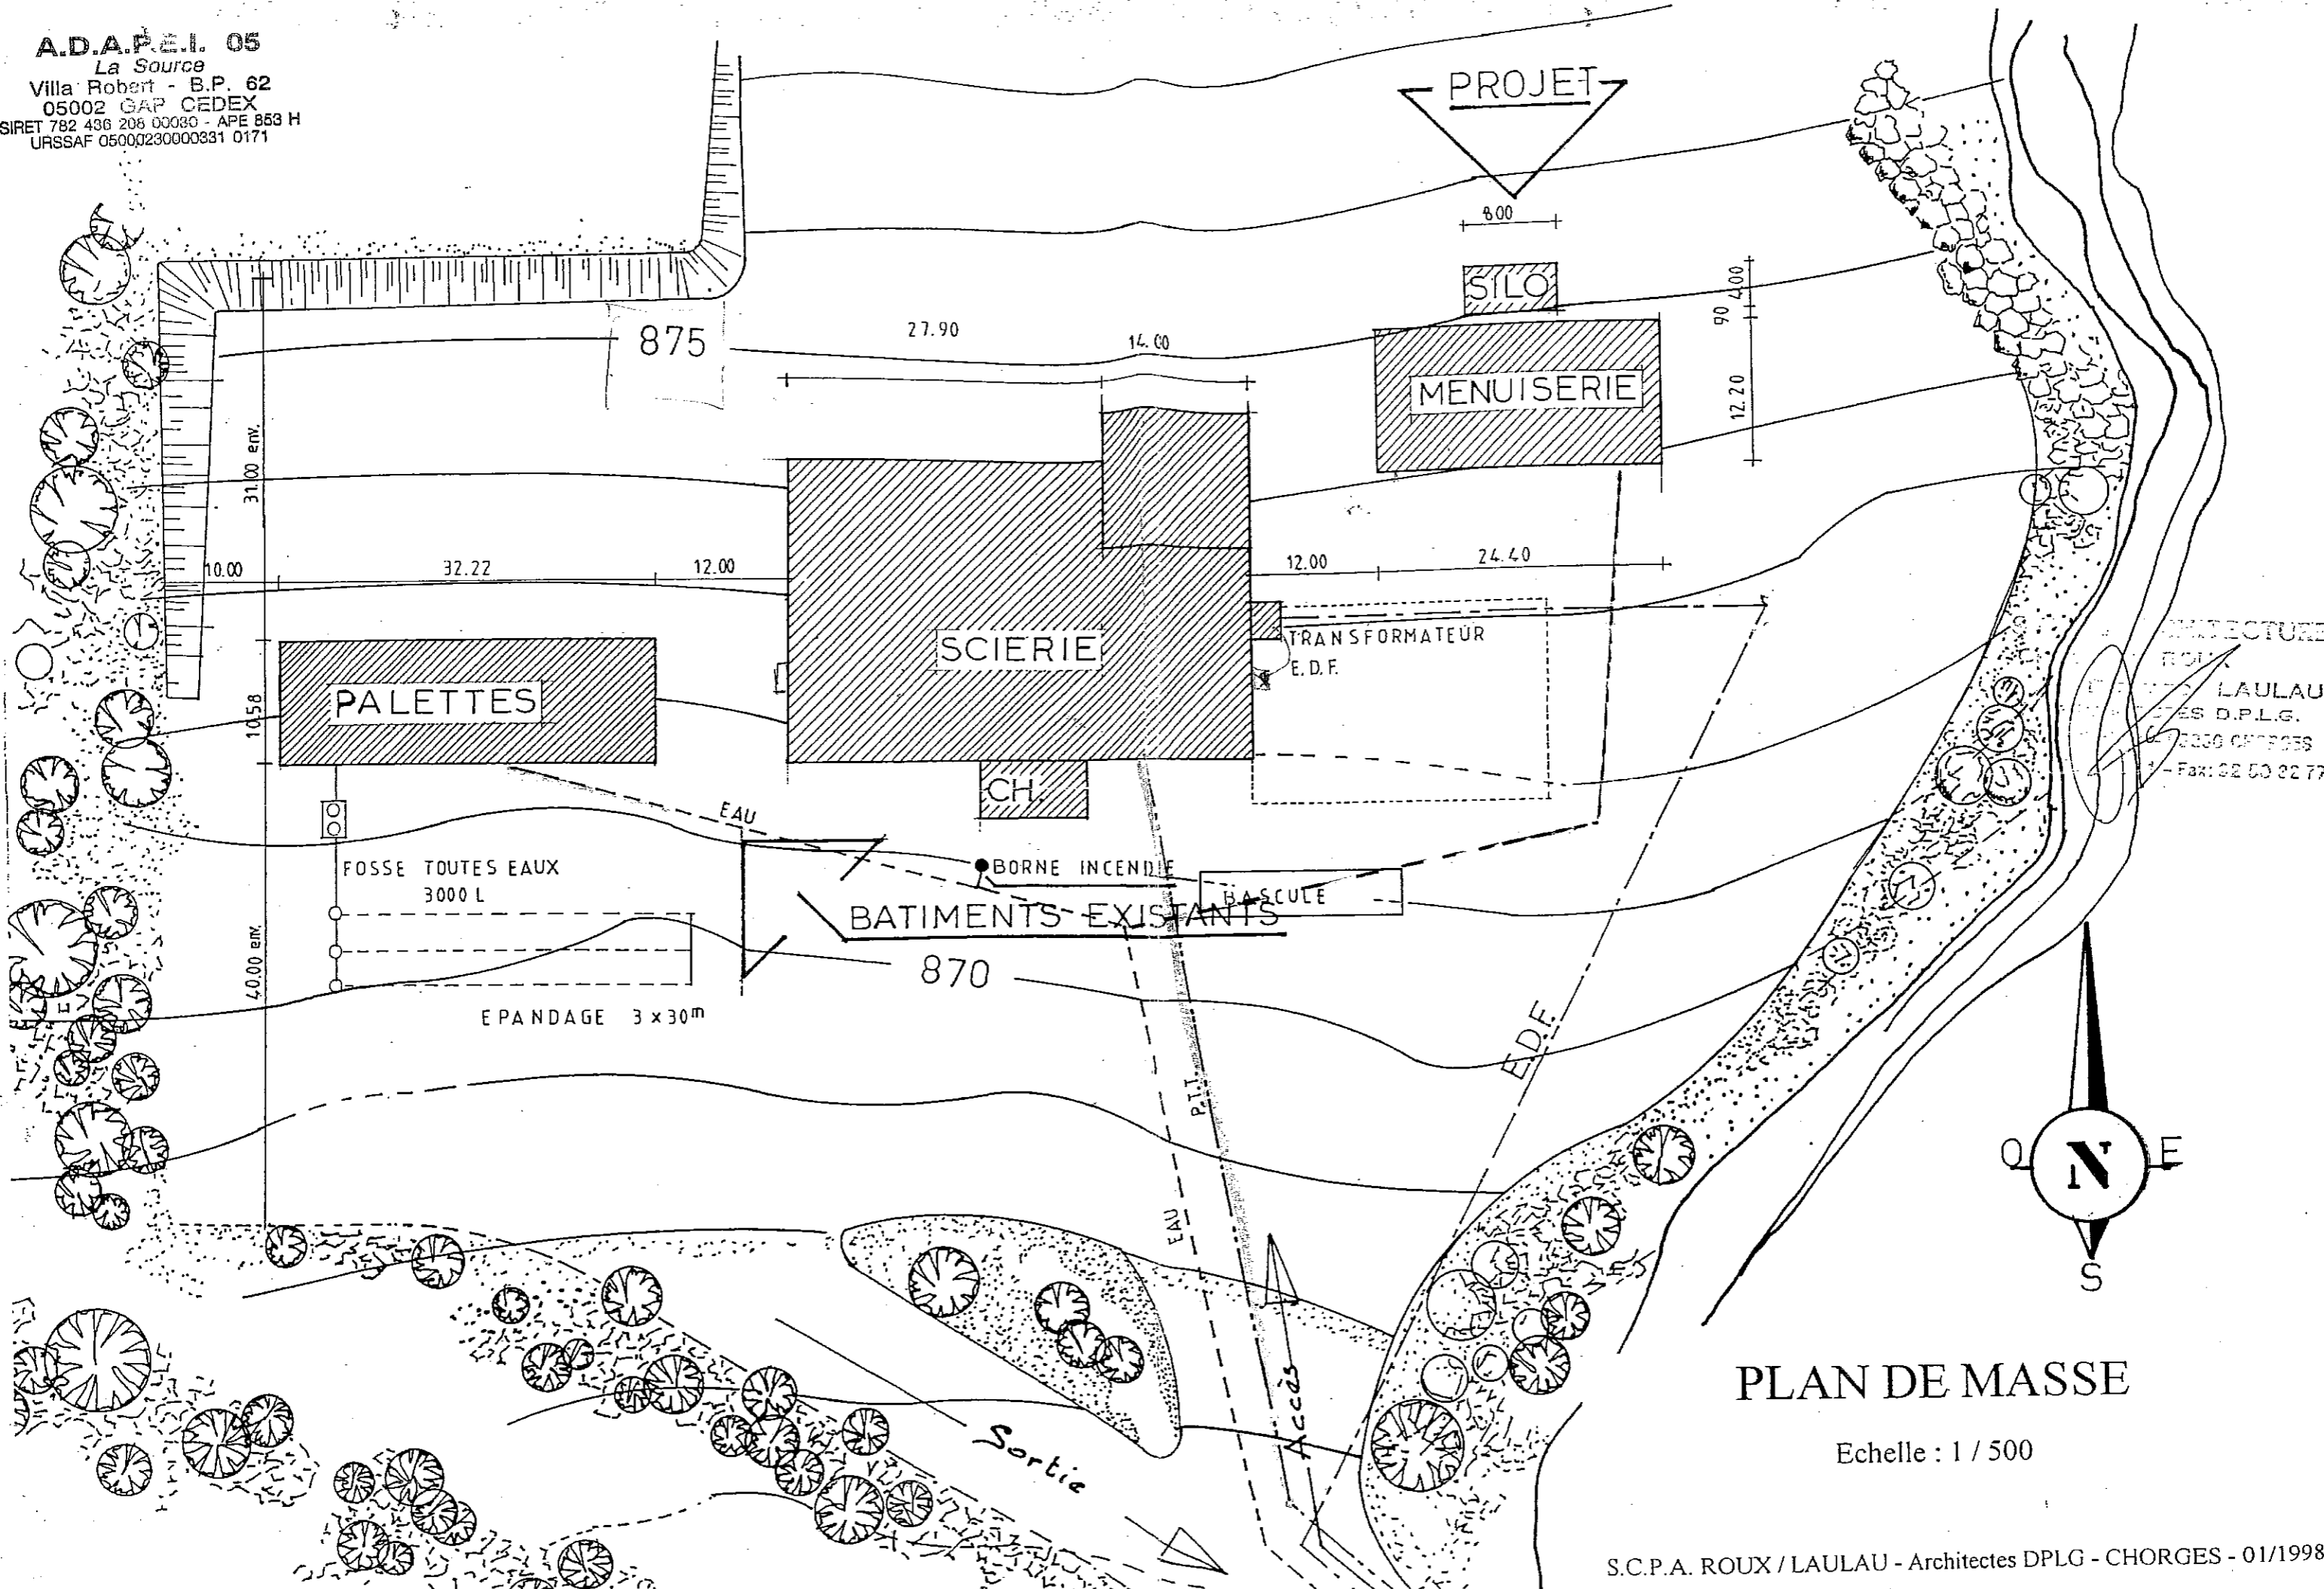 A.D.A.P.E.I. 05
La Source
Villa Robert - B.P. 62
05002 GAP CEDEX
SIRET 782 436 206 00030 - APE 853 H
URSSAF 05000230000331 0171
PROJET
8.00
SILO
4.00
90
12.20
875
27.90
14.00
MENUISERIE
31.00 env.
10.00
32.22
12.00
12.00
24.40
SCIERIE
TRANSFORMATEUR
E.D.F.
PALETTES
10.58
ROUX
LAULAU
D.P.L.G.
CH.
EAU
FOSSE TOUTES EAUX
3000 L
BORNE INCENDIE
BASCULE
BATIMENTS EXISTANTS
40.00 env.
870
EPANDAGE 3 x 30m
E.D.F.
P.T.T.
EAU
O
N
E
S
Accès
Sortie
PLAN DE MASSE
Echelle : 1 / 500
S.C.P.A. ROUX / LAULAU - Architectes DPLG - CHORGES - 01/1998